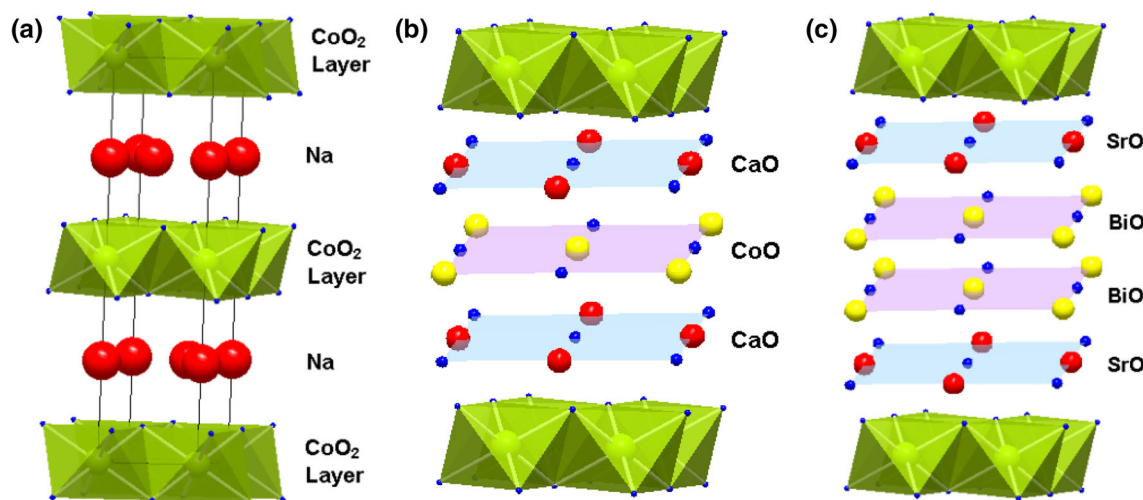 (a)
CoO₂
Layer
Na
CoO₂
Layer
Na
CoO₂
Layer
(b)
CaO
CoO
CaO
(c)
SrO
BiO
BiO
SrO